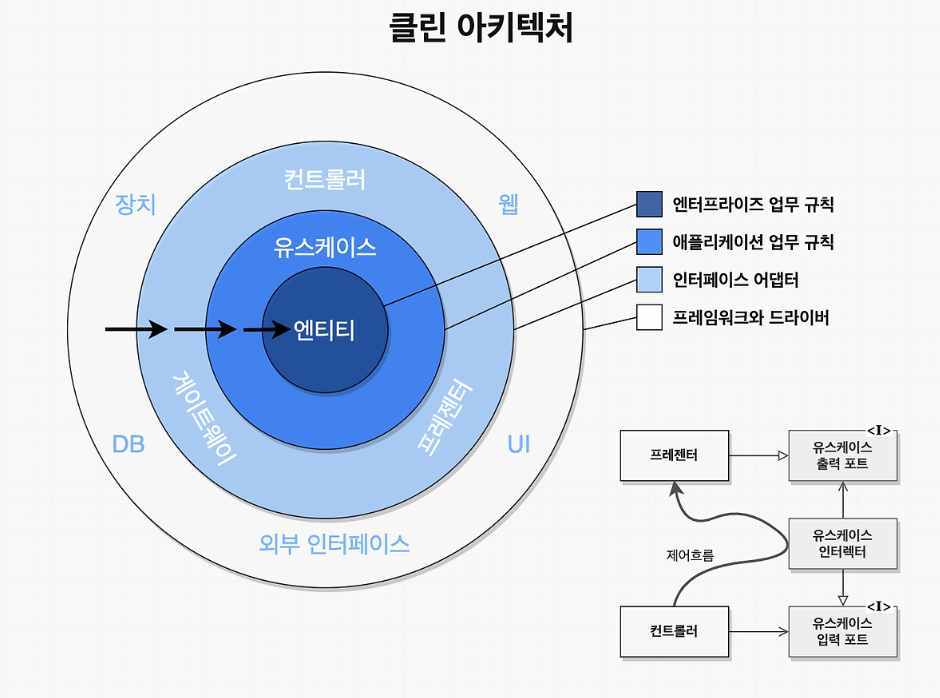 클린 아키텍처
컨트롤러
장치
웹
유스케이스
엔티티
게이트웨이
프레젠터
DB
UI
외부 인터페이스
엔터프라이즈 업무 규칙
애플리케이션 업무 규칙
인터페이스 어댑터
프레임워크와 드라이버
프레젠터
<I>
유스케이스
출력 포트
유스케이스
인터렉터
제어흐름
컨트롤러
<I>
유스케이스
입력 포트